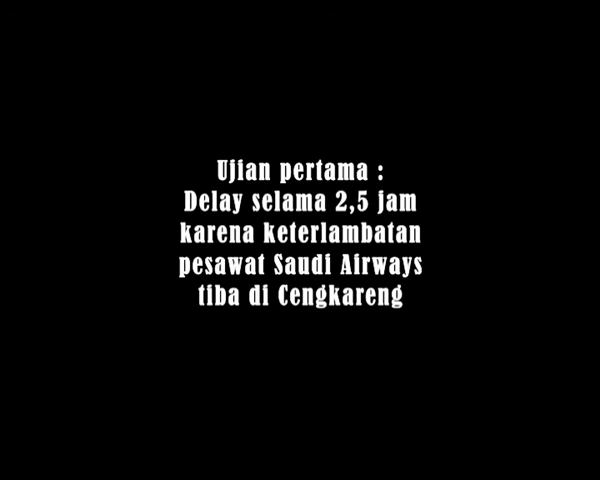 Ujian pertama :
Delay selama 2,5 jam
karena keterlambatan
pesawat Saudi Airways
tiba di Cengkareng